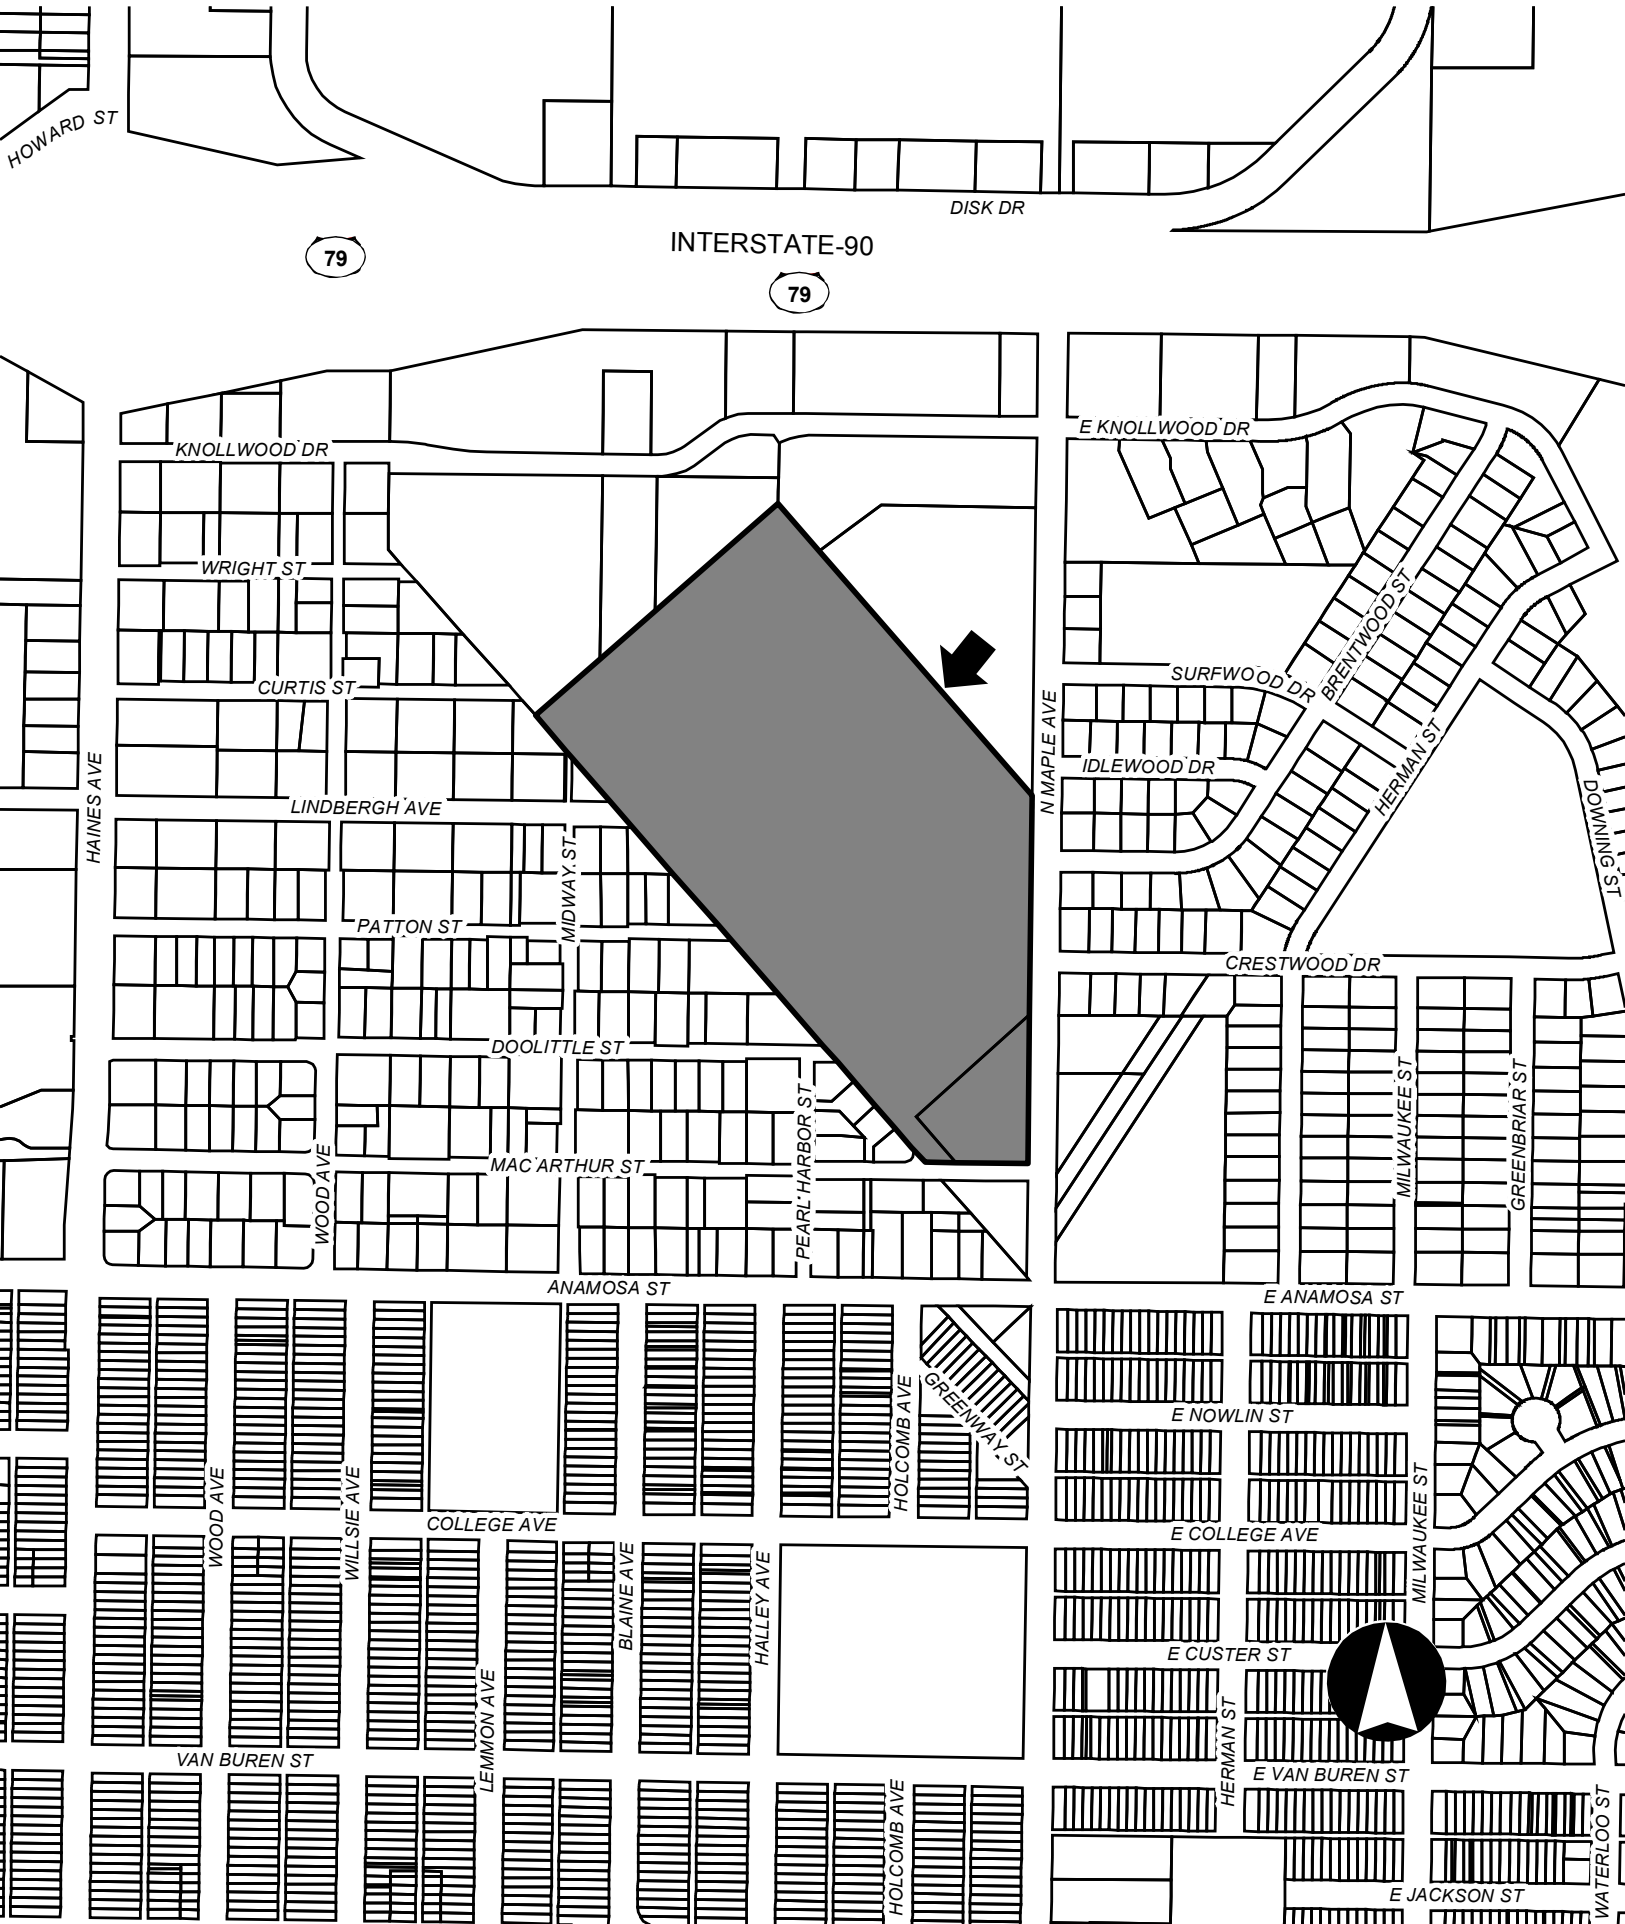 HOWARD ST
DISK DR
INTERSTATE-90
79
79
E KNOLLWOOD DR
KNOLLWOOD DR
WRIGHT ST
BRENTWOOD ST
SURFWOOD DR
CURTIS ST
N MAPLE AVE
HERMAN ST
IDLEWOOD DR
HAINES AVE
LINDBERGH AVE
DOWNING ST
MIDWAY ST
PATTON ST
CRESTWOOD DR
DOOLITTLE ST
MILWAUKEE ST
GREENBRIAR ST
PEARL HARBOR ST
MAC ARTHUR ST
WOOD AVE
ANAMOSA ST
E ANAMOSA ST
GREENWAY ST
E NOWLIN ST
HOLCOMB AVE
WOOD AVE
WILLSIE AVE
COLLEGE AVE
E COLLEGE AVE
MILWAUKEE ST
BLAINE AVE
HALLEY AVE
E CUSTER ST
LEMMON AVE
HERMAN ST
VAN BUREN ST
E VAN BUREN ST
HOLCOMB AVE
WATERLOO ST
E JACKSON ST